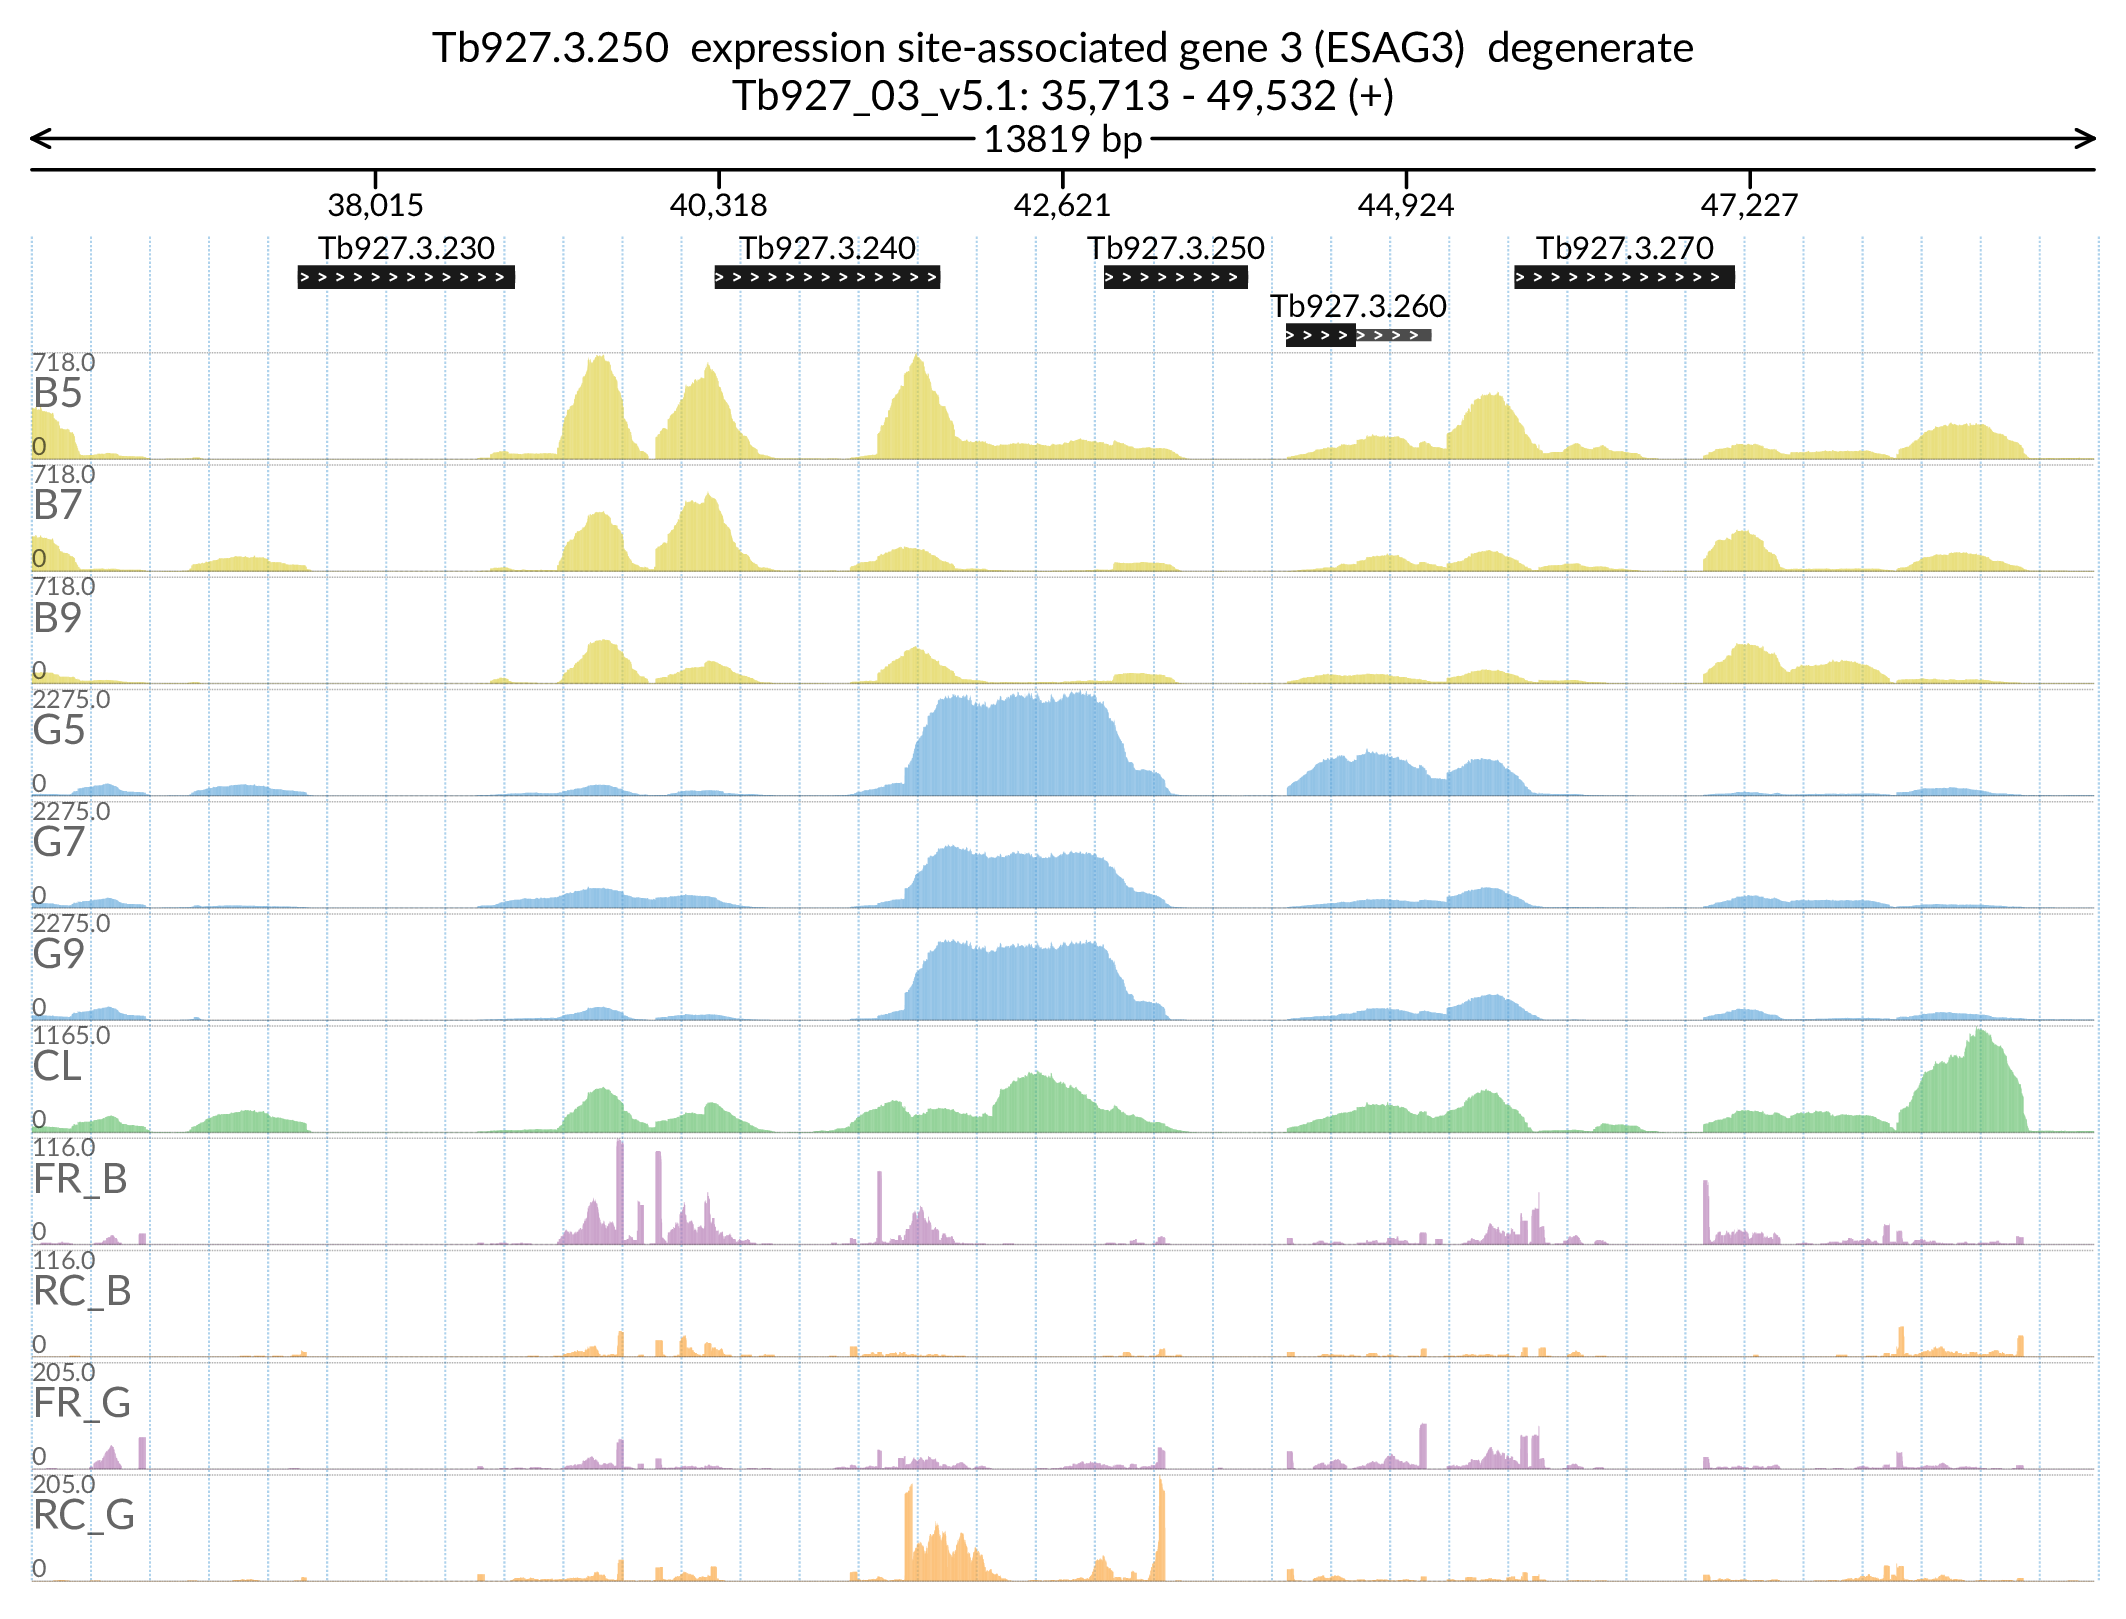 Tb927.3.250  expression site-associated gene 3 (ESAG3)  degenerate
Tb927_03_v5.1: 35,713 - 49,532 (+)
13819 bp
38,015 40,318 42,621 44,924 47,227
Tb927.3.230 Tb927.3.240 Tb927.3.250 Tb927.3.270
Tb927.3.260
718.0
B5
0
718.0
B7
0
718.0
B9
0
2275.0
G5
0
2275.0
G7
0
2275.0
G9
0
1165.0
CL
0
116.0
FR_B
0
116.0
RC_B
0
205.0
FR_G
0
205.0
RC_G
0